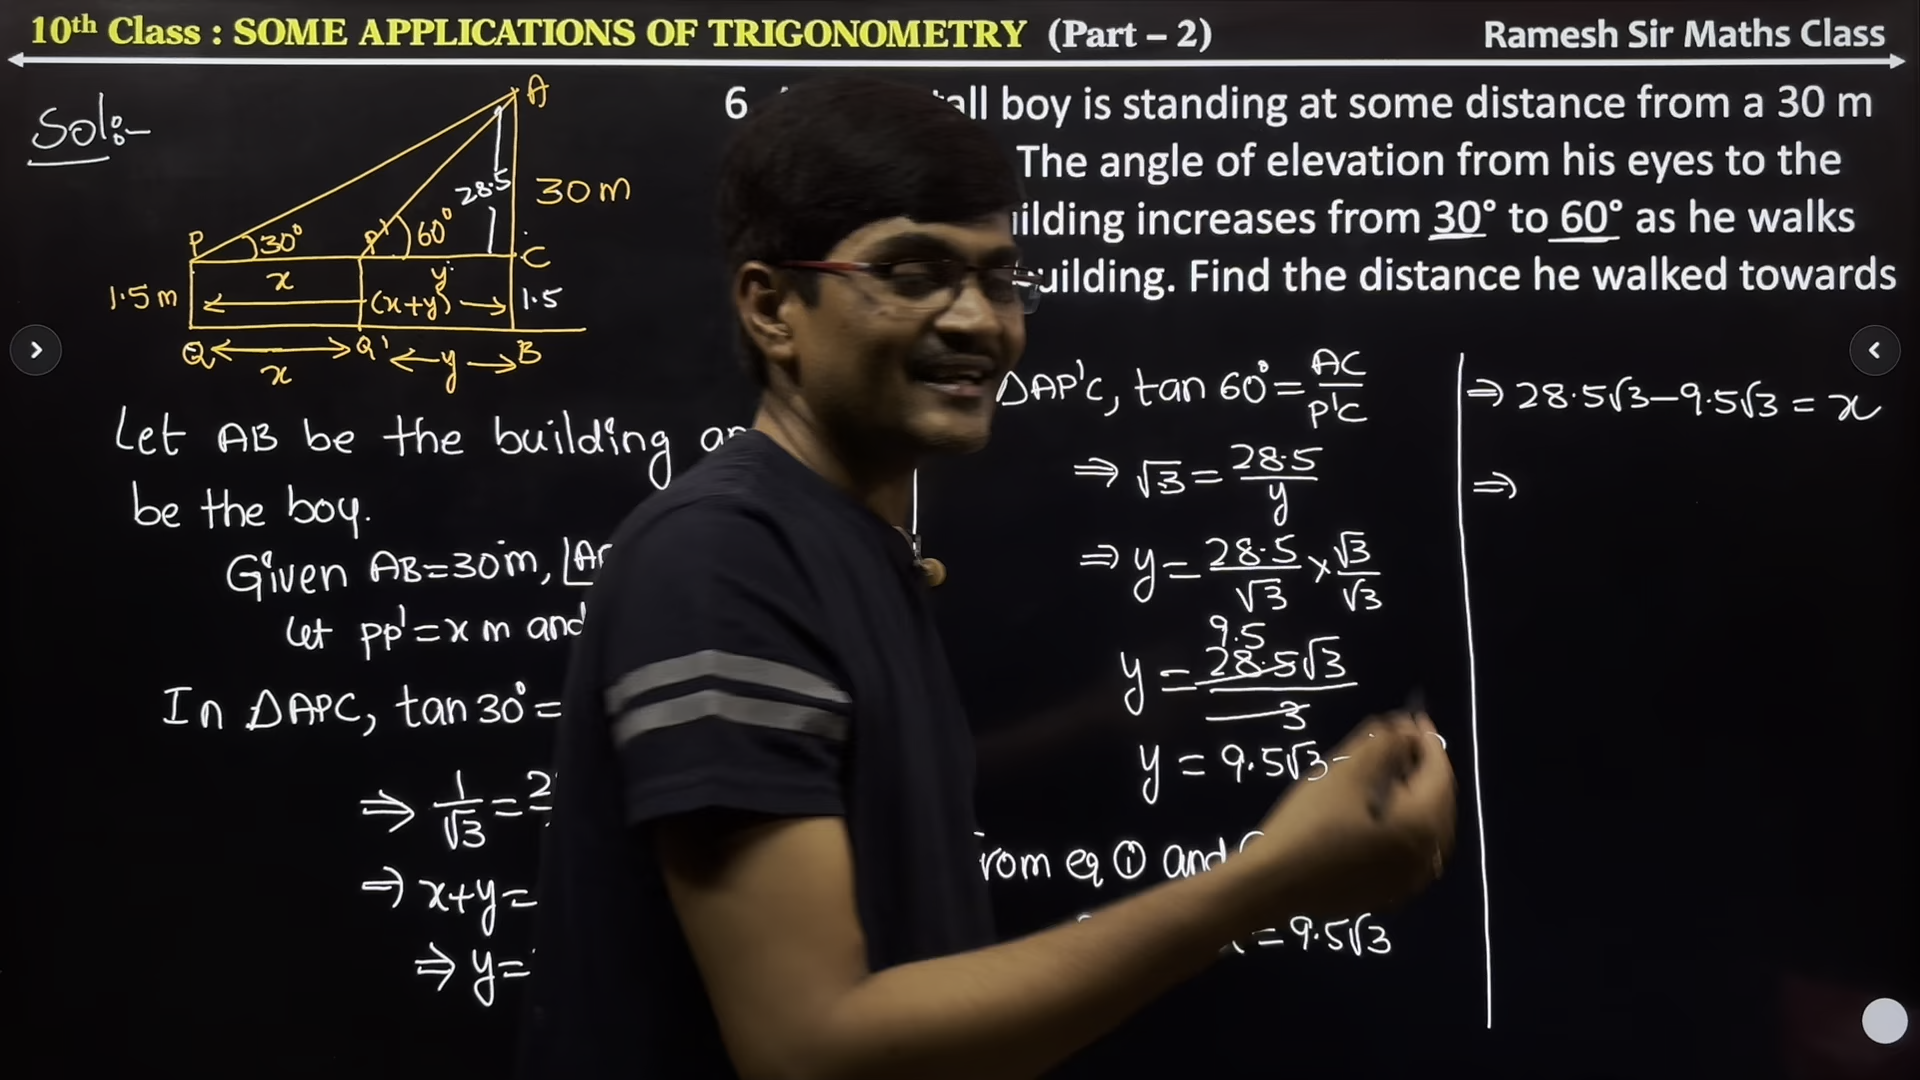 10th Class : SOME APPLICATIONS OF TRIGONOMETRY (Part – 2)
Ramesh Sir Maths Class
Sol:-
A
30 m
28.5
P
30°
P'
60°
C
x
y
1.5 m
(x+y)
1.5
Q
Q'
B
x
y
Let AB be the building
be the boy.
Given AB=30m,
Let PP'=x m and
In ΔAPC, tan 30°=
⇒ 1/√3 =
⇒ x+y=
⇒ y=
6
tall boy is standing at some distance from a 30 m
The angle of elevation from his eyes to the
building increases from 30° to 60° as he walks
building. Find the distance he walked towards
ΔAP'C, tan 60° = AC/P'C
⇒ √3 = 28.5/y
⇒ y = 28.5/√3 × √3/√3
9.5
y = 28.5√3/3
y = 9.5√3
From eq ① and
= 9.5√3
⇒ 28.5√3 – 9.5√3 = x
⇒